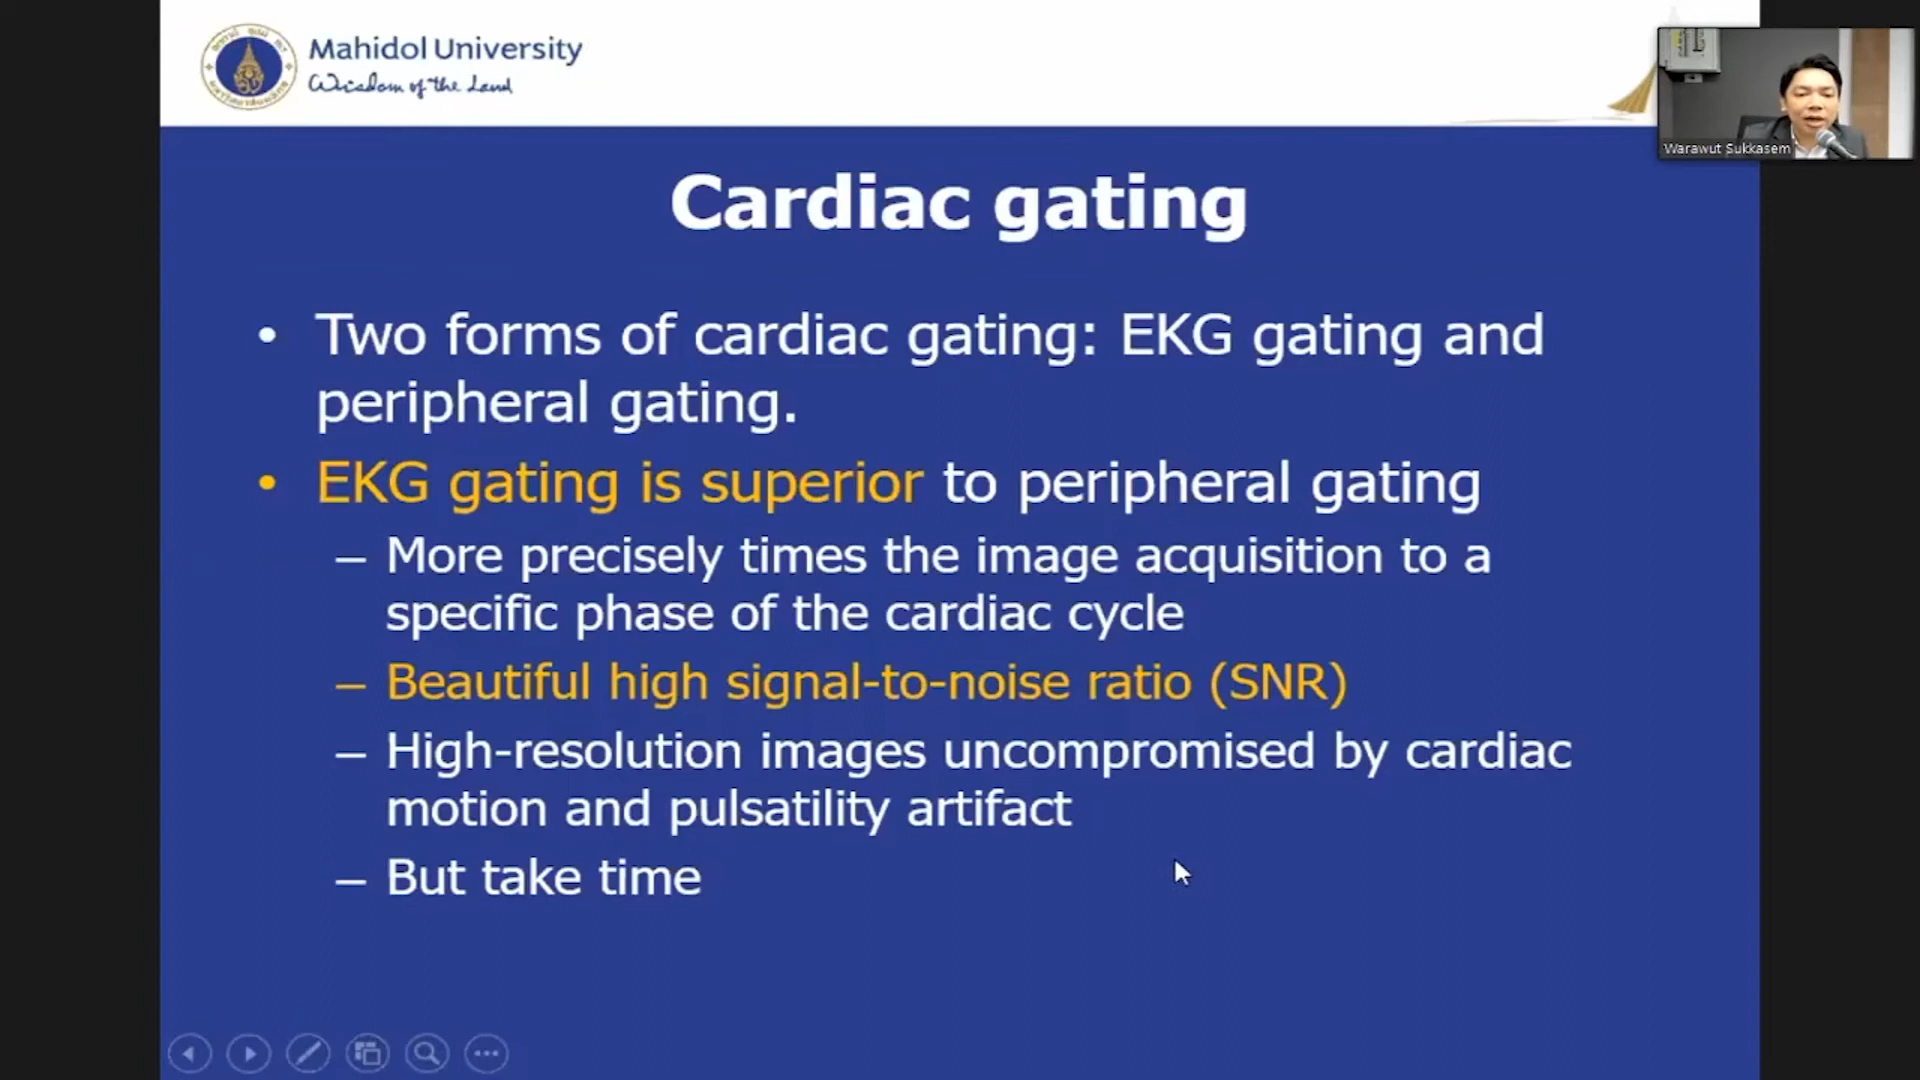 Mahidol University
Wisdom of the Land
Warawut Sukkasem
Cardiac gating
• Two forms of cardiac gating: EKG gating and
peripheral gating.
• EKG gating is superior to peripheral gating
– More precisely times the image acquisition to a
specific phase of the cardiac cycle
– Beautiful high signal-to-noise ratio (SNR)
– High-resolution images uncompromised by cardiac
motion and pulsatility artifact
– But take time